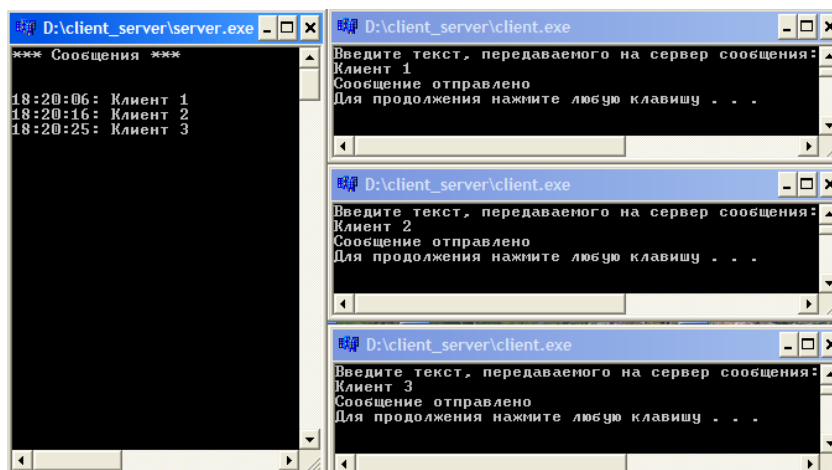 D:\client_server\server.exe
*** Сообщения ***
18:20:06: Клиент 1
18:20:16: Клиент 2
18:20:25: Клиент 3
D:\client_server\client.exe
Введите текст, передаваемого на сервер сообщения:
Клиент 1
Сообщение отправлено
Для продолжения нажмите любую клавишу . . .
D:\client_server\client.exe
Введите текст, передаваемого на сервер сообщения:
Клиент 2
Сообщение отправлено
Для продолжения нажмите любую клавишу . . .
D:\client_server\client.exe
Введите текст, передаваемого на сервер сообщения:
Клиент 3
Сообщение отправлено
Для продолжения нажмите любую клавишу . . .